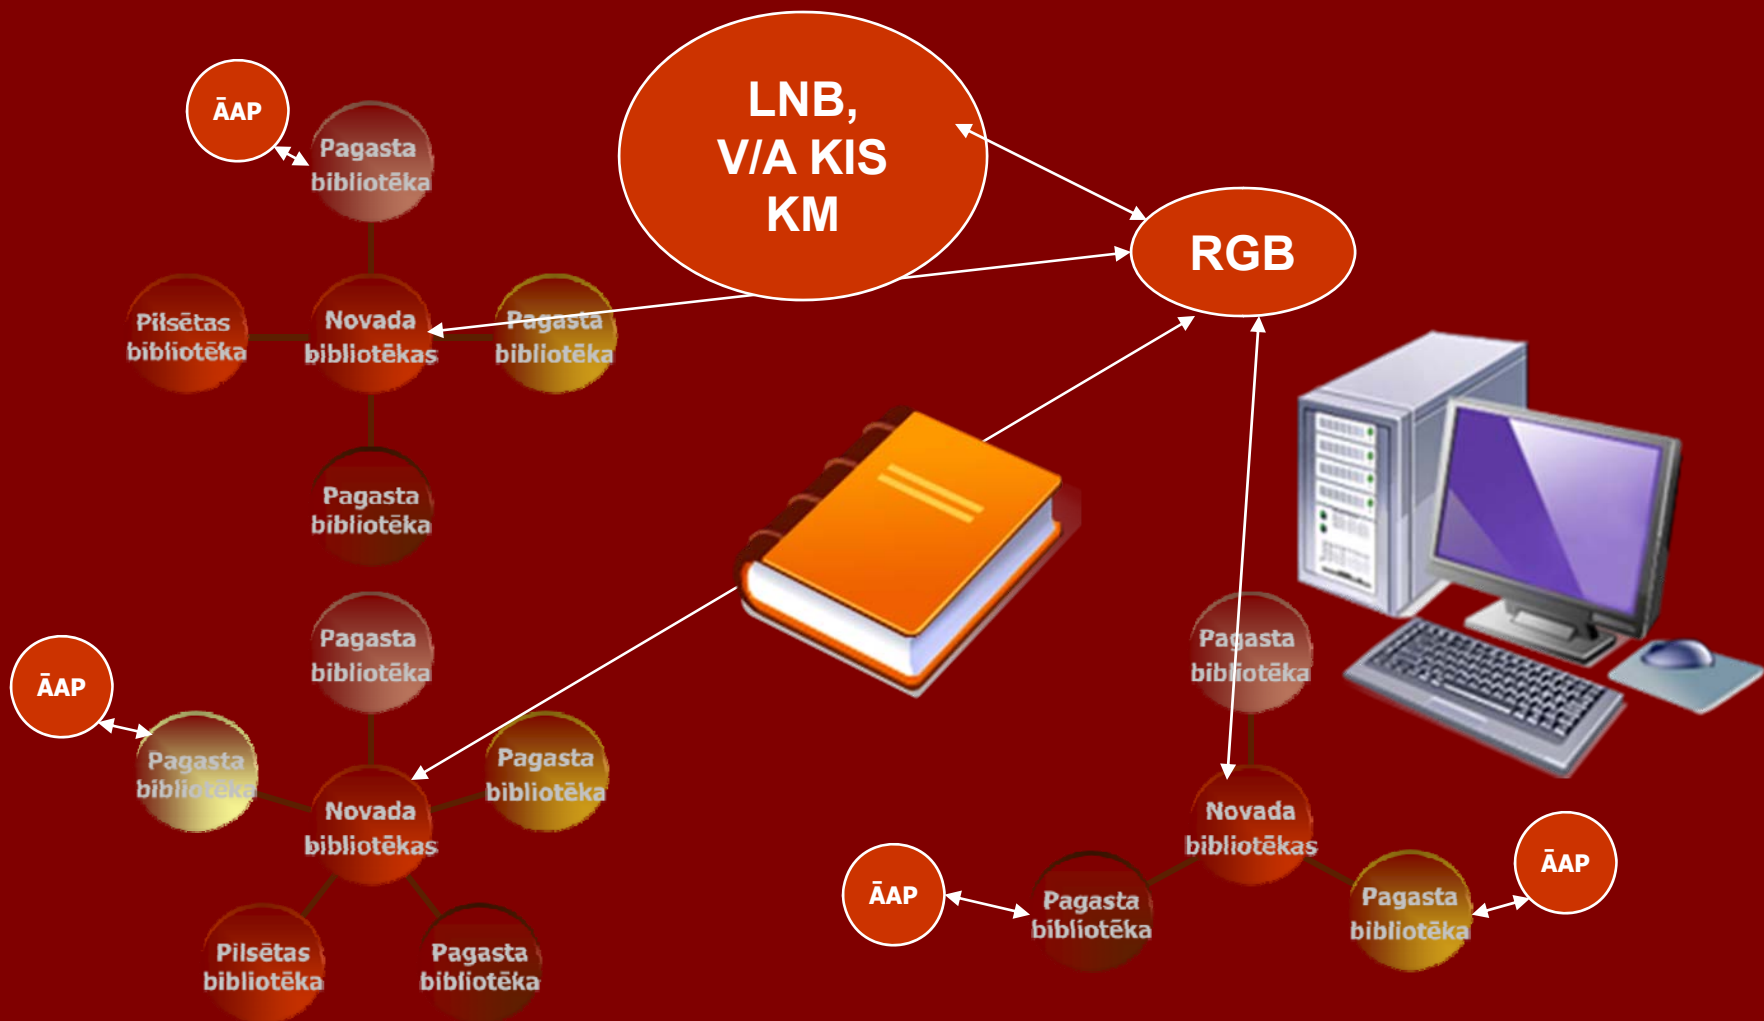 LNB,
V/A KIS
KM
RGB
ĀAP
Pagasta
bibliotēka
Pilsētas
bibliotēka
Novada
bibliotēkas
Pagasta
bibliotēka
Pagasta
bibliotēka
Pagasta
bibliotēka
ĀAP
Pagasta
bibliotēka
Novada
bibliotēkas
Pagasta
bibliotēka
Pilsētas
bibliotēka
Pagasta
bibliotēka
Pagasta
bibliotēka
Novada
bibliotēkas
ĀAP
Pagasta
bibliotēka
Pagasta
bibliotēka
ĀAP